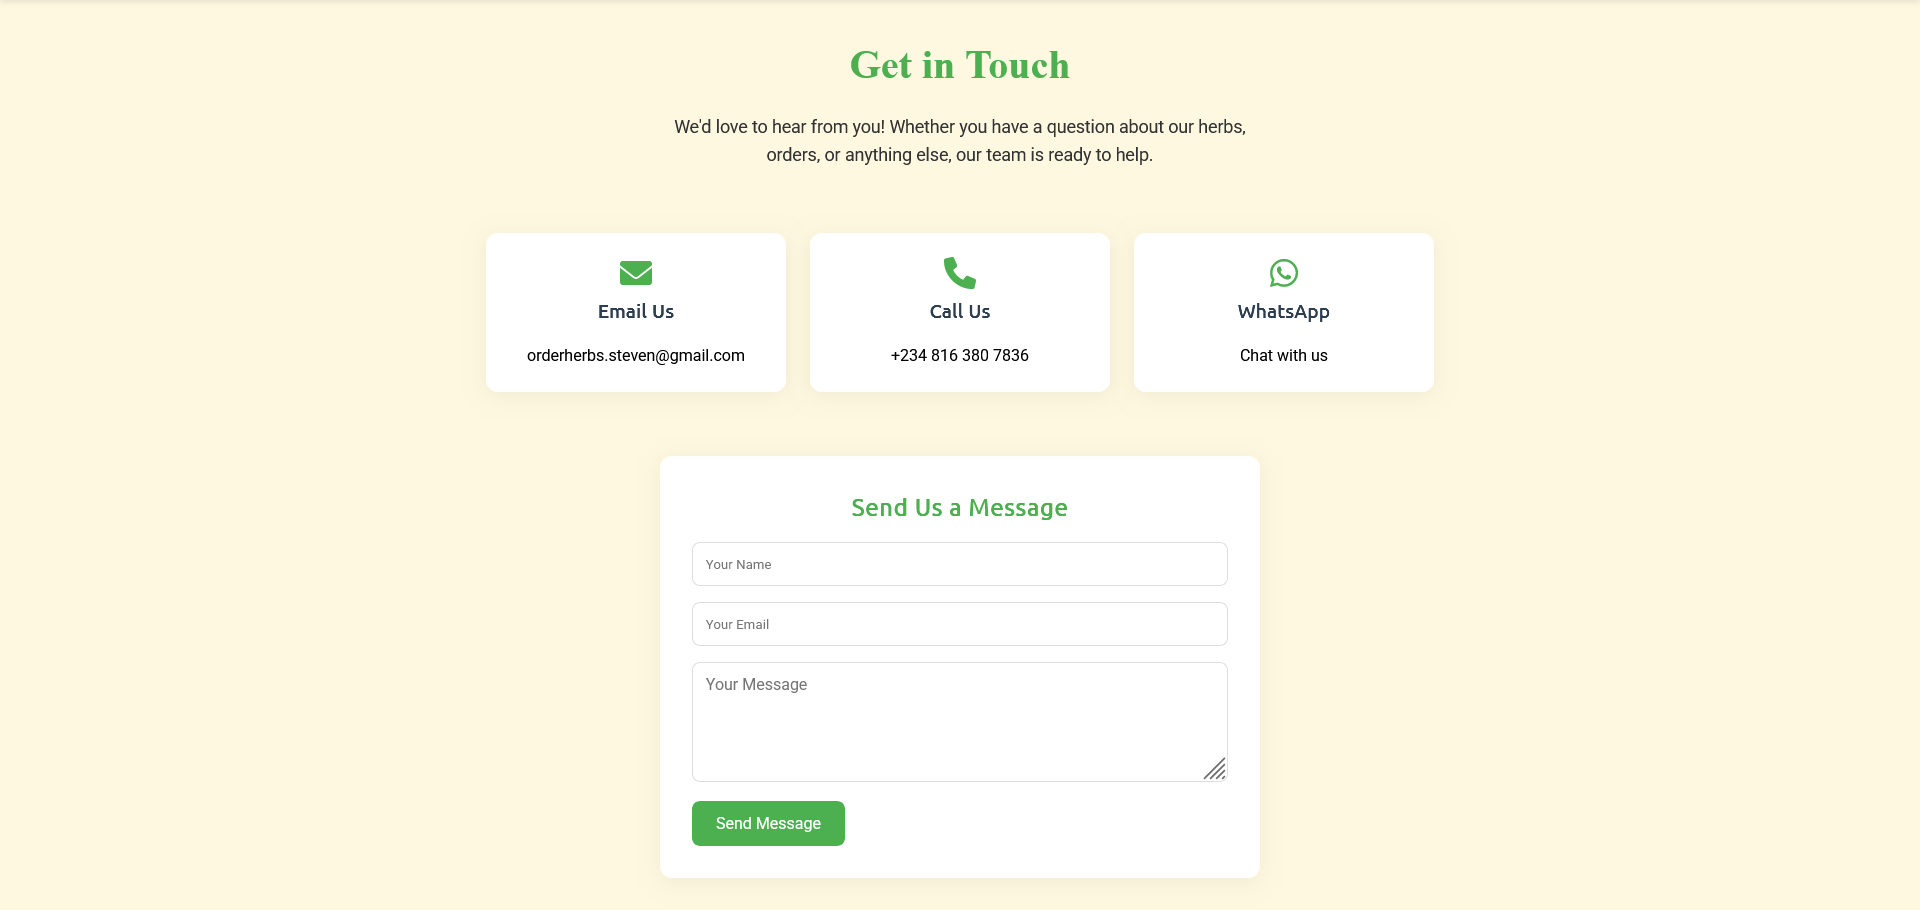 Get in Touch
We'd love to hear from you! Whether you have a question about our herbs,
orders, or anything else, our team is ready to help.
Email Us
orderherbs.steven@gmail.com
Call Us
+234 816 380 7836
WhatsApp
Chat with us
Send Us a Message
Your Name
Your Email
Your Message
Send Message